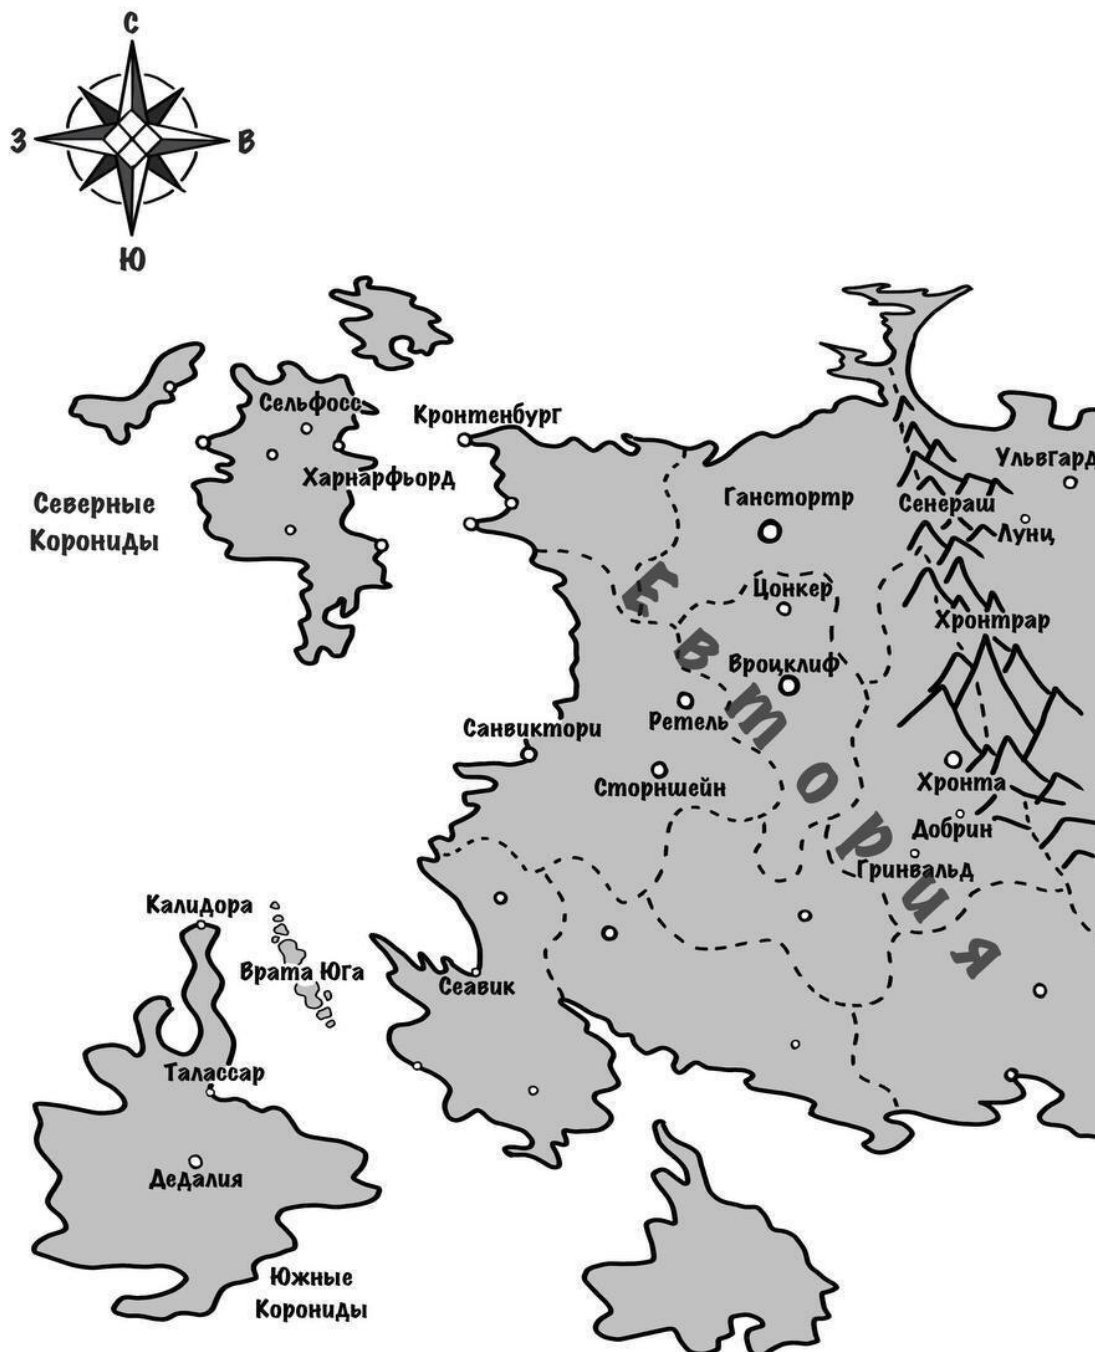 С
З
В
Ю
Сельфосс
Кронтенбург
Харнарфьорд
Северные
Корониды
Ульвгард
Ганстортр
Сенераш
Лунц
Цонкер
Хронтрар
Евтория
Вроцклиф
Ретель
Санвиктори
Сторншейн
Хронта
Добрин
Гринвальд
Калидора
Врата Юга
Сеавик
Талассар
Дедалия
Южные
Корониды